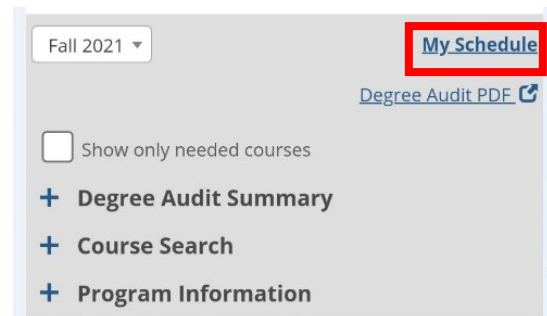 Fall 2021 My Schedule
Degree Audit PDF
Show only needed courses
+ Degree Audit Summary
+ Course Search
+ Program Information